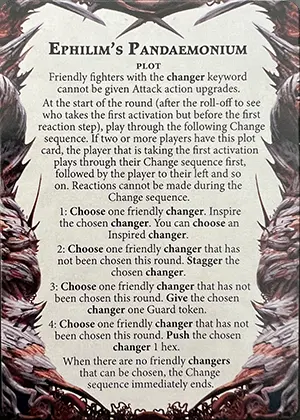 EPHILIM'S PANDAEMONIUM
PLOT
Friendly fighters with the changer keyword
cannot be given Attack action upgrades.
At the start of the round (after the roll-off to see
who takes the first activation but before the first
reaction step), play through the following Change
sequence. If two or more players have this plot
card, the player that is taking the first activation
plays through their Change sequence first,
followed by the player to their left and so
on. Reactions cannot be made during the
Change sequence.
1: Choose one friendly changer. Inspire
the chosen changer. You can choose an
Inspired changer.
2: Choose one friendly changer that has
not been chosen this round. Stagger the
chosen changer.
3: Choose one friendly changer that has not
been chosen this round. Give the chosen
changer one Guard token.
4: Choose one friendly changer that has not
been chosen this round. Push the chosen
changer 1 hex.
When there are no friendly changers
that can be chosen, the Change
sequence immediately ends.